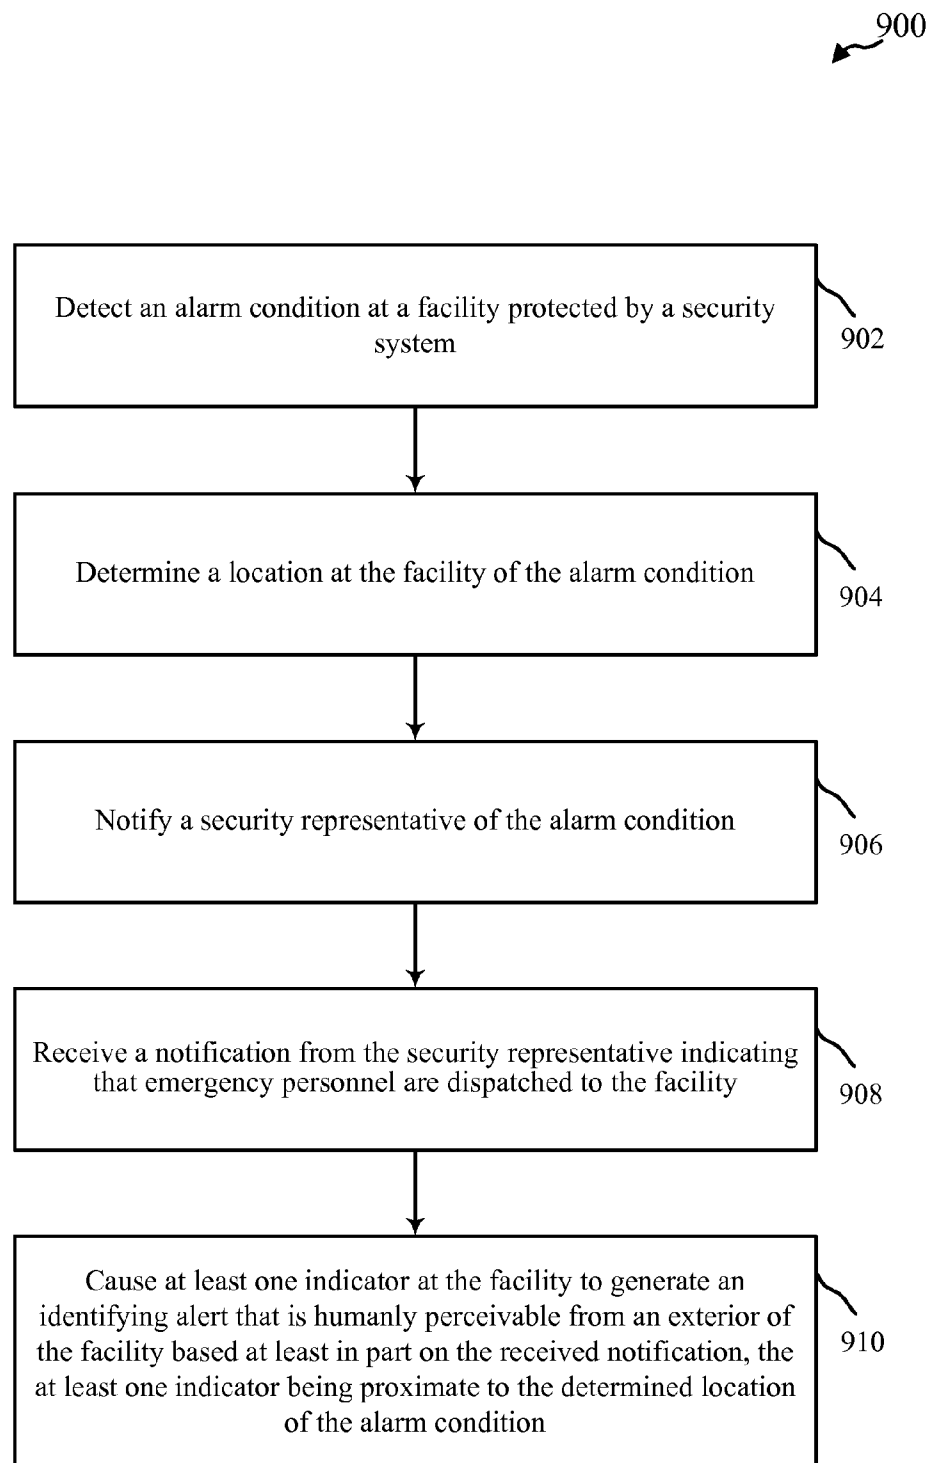 900
Detect an alarm condition at a facility protected by a security
system
902
Determine a location at the facility of the alarm condition
904
Notify a security representative of the alarm condition
906
Receive a notification from the security representative indicating
that emergency personnel are dispatched to the facility
908
Cause at least one indicator at the facility to generate an
identifying alert that is humanly perceivable from an exterior of
the facility based at least in part on the received notification, the
at least one indicator being proximate to the determined location
of the alarm condition
910